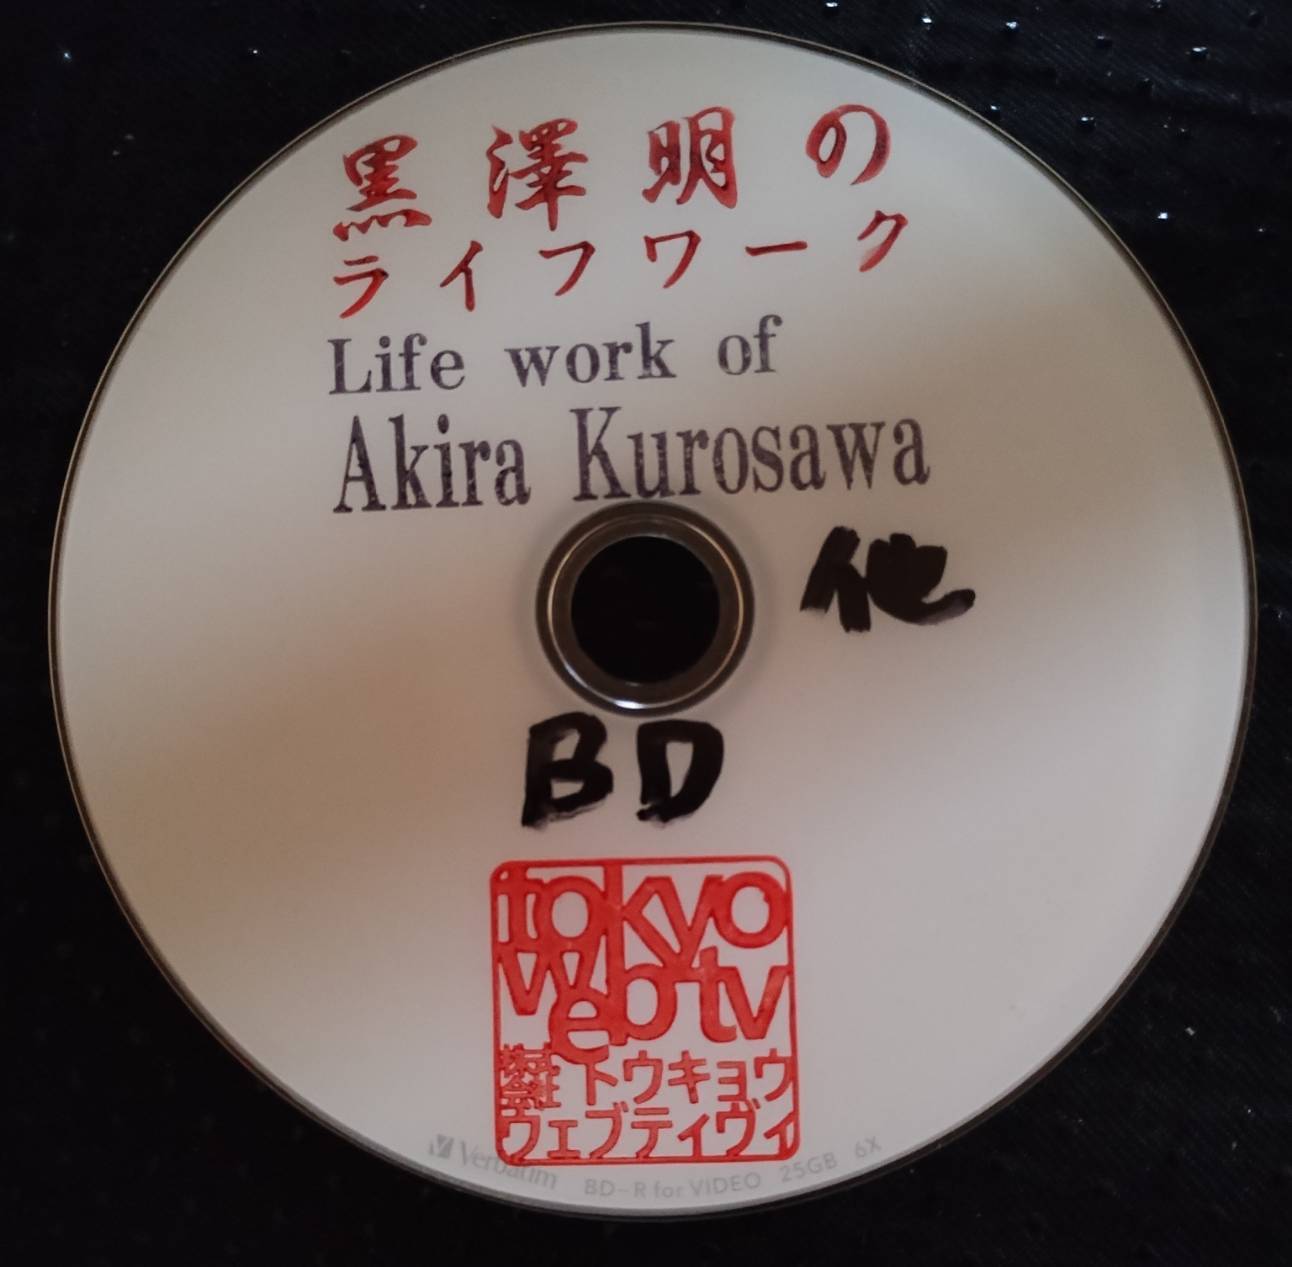 黒澤明の
ライフワーク
Life work of
Akira Kurosawa
他
BD
tokyo
web-tv
株式会社 トウキョウ
ウェブティヴィ
Verbatim BD-R for VIDEO 25GB 6X